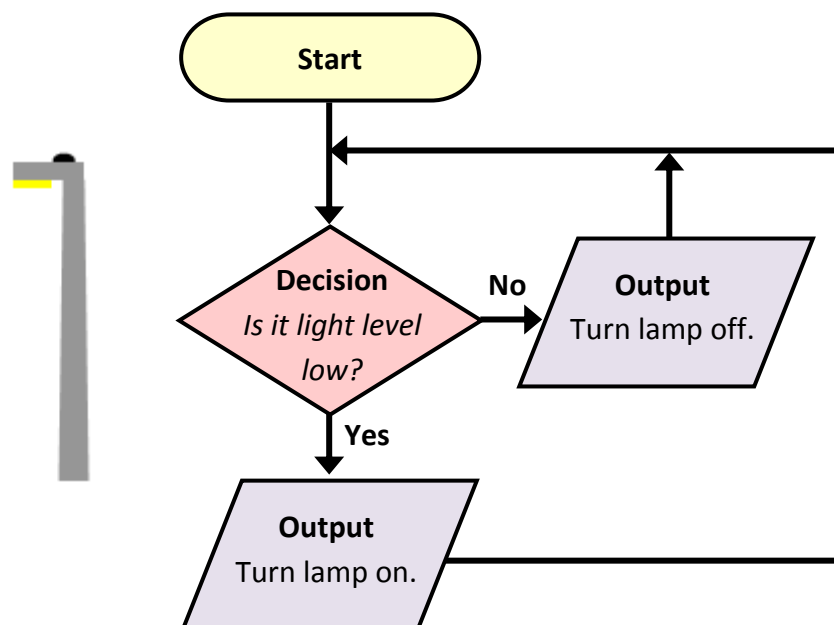 Start
Decision
Is it light level
low?
No
Output
Turn lamp off.
Yes
Output
Turn lamp on.